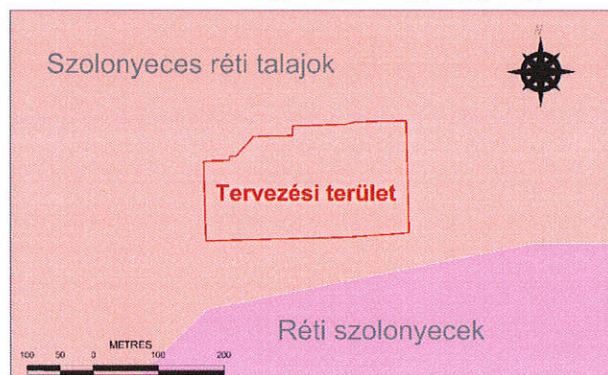 Szolonyeces réti talajok
N
Tervezési terület
Réti szolonyecek
METRES
100 50 0 100 200